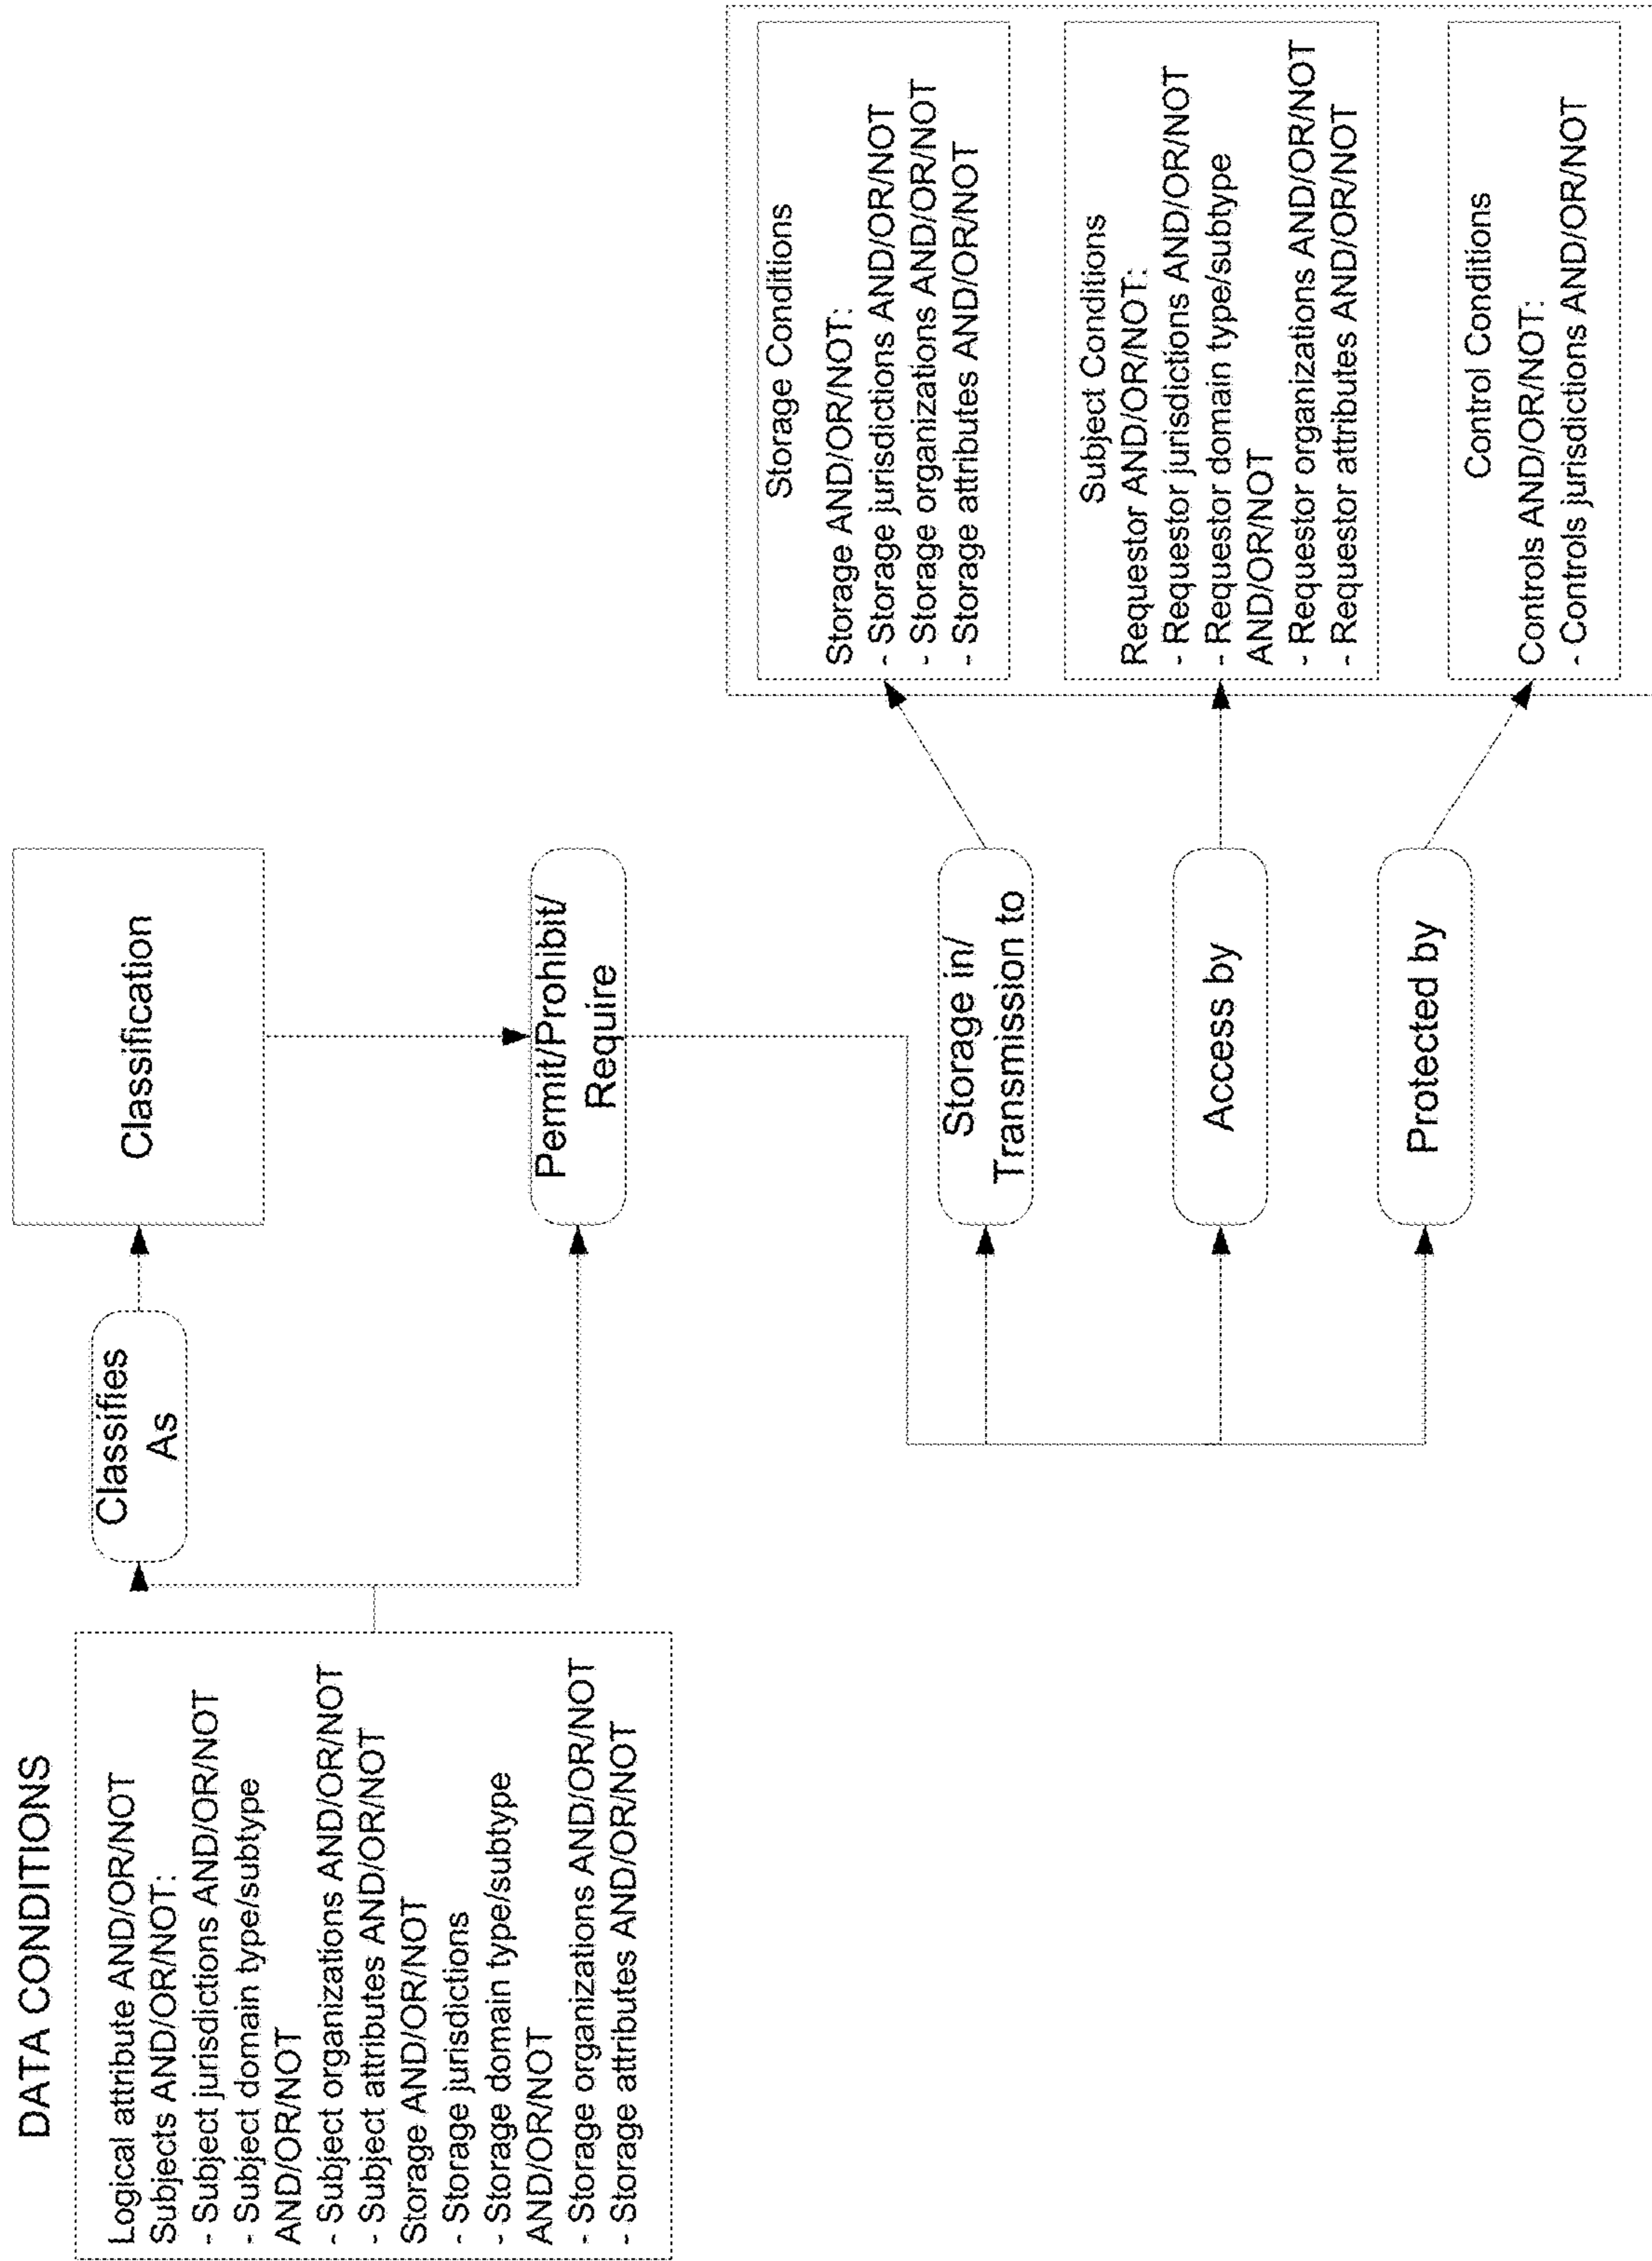 DATA CONDITIONS
Logical attribute AND/OR/NOT
Subjects AND/OR/NOT:
- Subject jurisdictions AND/OR/NOT
- Subject domain type/subtype
AND/OR/NOT
- Subject organizations AND/OR/NOT
- Subject attributes AND/OR/NOT
Storage AND/OR/NOT
- Storage jurisdictions
- Storage domain type/subtype
AND/OR/NOT
- Storage organizations AND/OR/NOT
- Storage attributes AND/OR/NOT
Classifies
As
Classification
Permit/Prohibit/
Require
Storage in/
Transmission to
Access by
Protected by
Storage Conditions
Storage AND/OR/NOT:
- Storage jurisdictions AND/OR/NOT
- Storage organizations AND/OR/NOT
- Storage attributes AND/OR/NOT
Subject Conditions
Requestor AND/OR/NOT:
- Requestor jurisdictions AND/OR/NOT
- Requestor domain type/subtype
AND/OR/NOT
- Requestor organizations AND/OR/NOT
- Requestor attributes AND/OR/NOT
Control Conditions
Controls AND/OR/NOT:
- Controls jurisdictions AND/OR/NOT